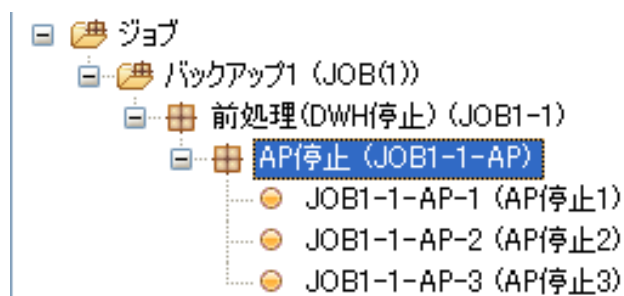 ジョブ
バックアップ1 (JOB(1))
前処理(DWH停止) (JOB1-1)
AP停止 (JOB1-1-AP)
JOB1-1-AP-1 (AP停止1)
JOB1-1-AP-2 (AP停止2)
JOB1-1-AP-3 (AP停止3)